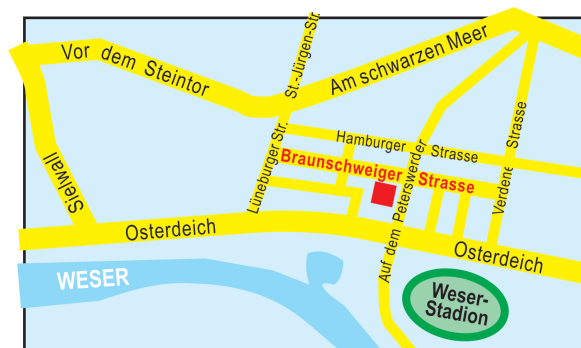 Vor dem Steintor
St.-Jürgen-Str.
Am schwarzen Meer
Sielwall
Lüneburger Str.
Hamburger Strasse
Braunschweiger Strasse
Auf dem Peterswerder
Verdener Strasse
Osterdeich
Osterdeich
WESER
Weser-
Stadion